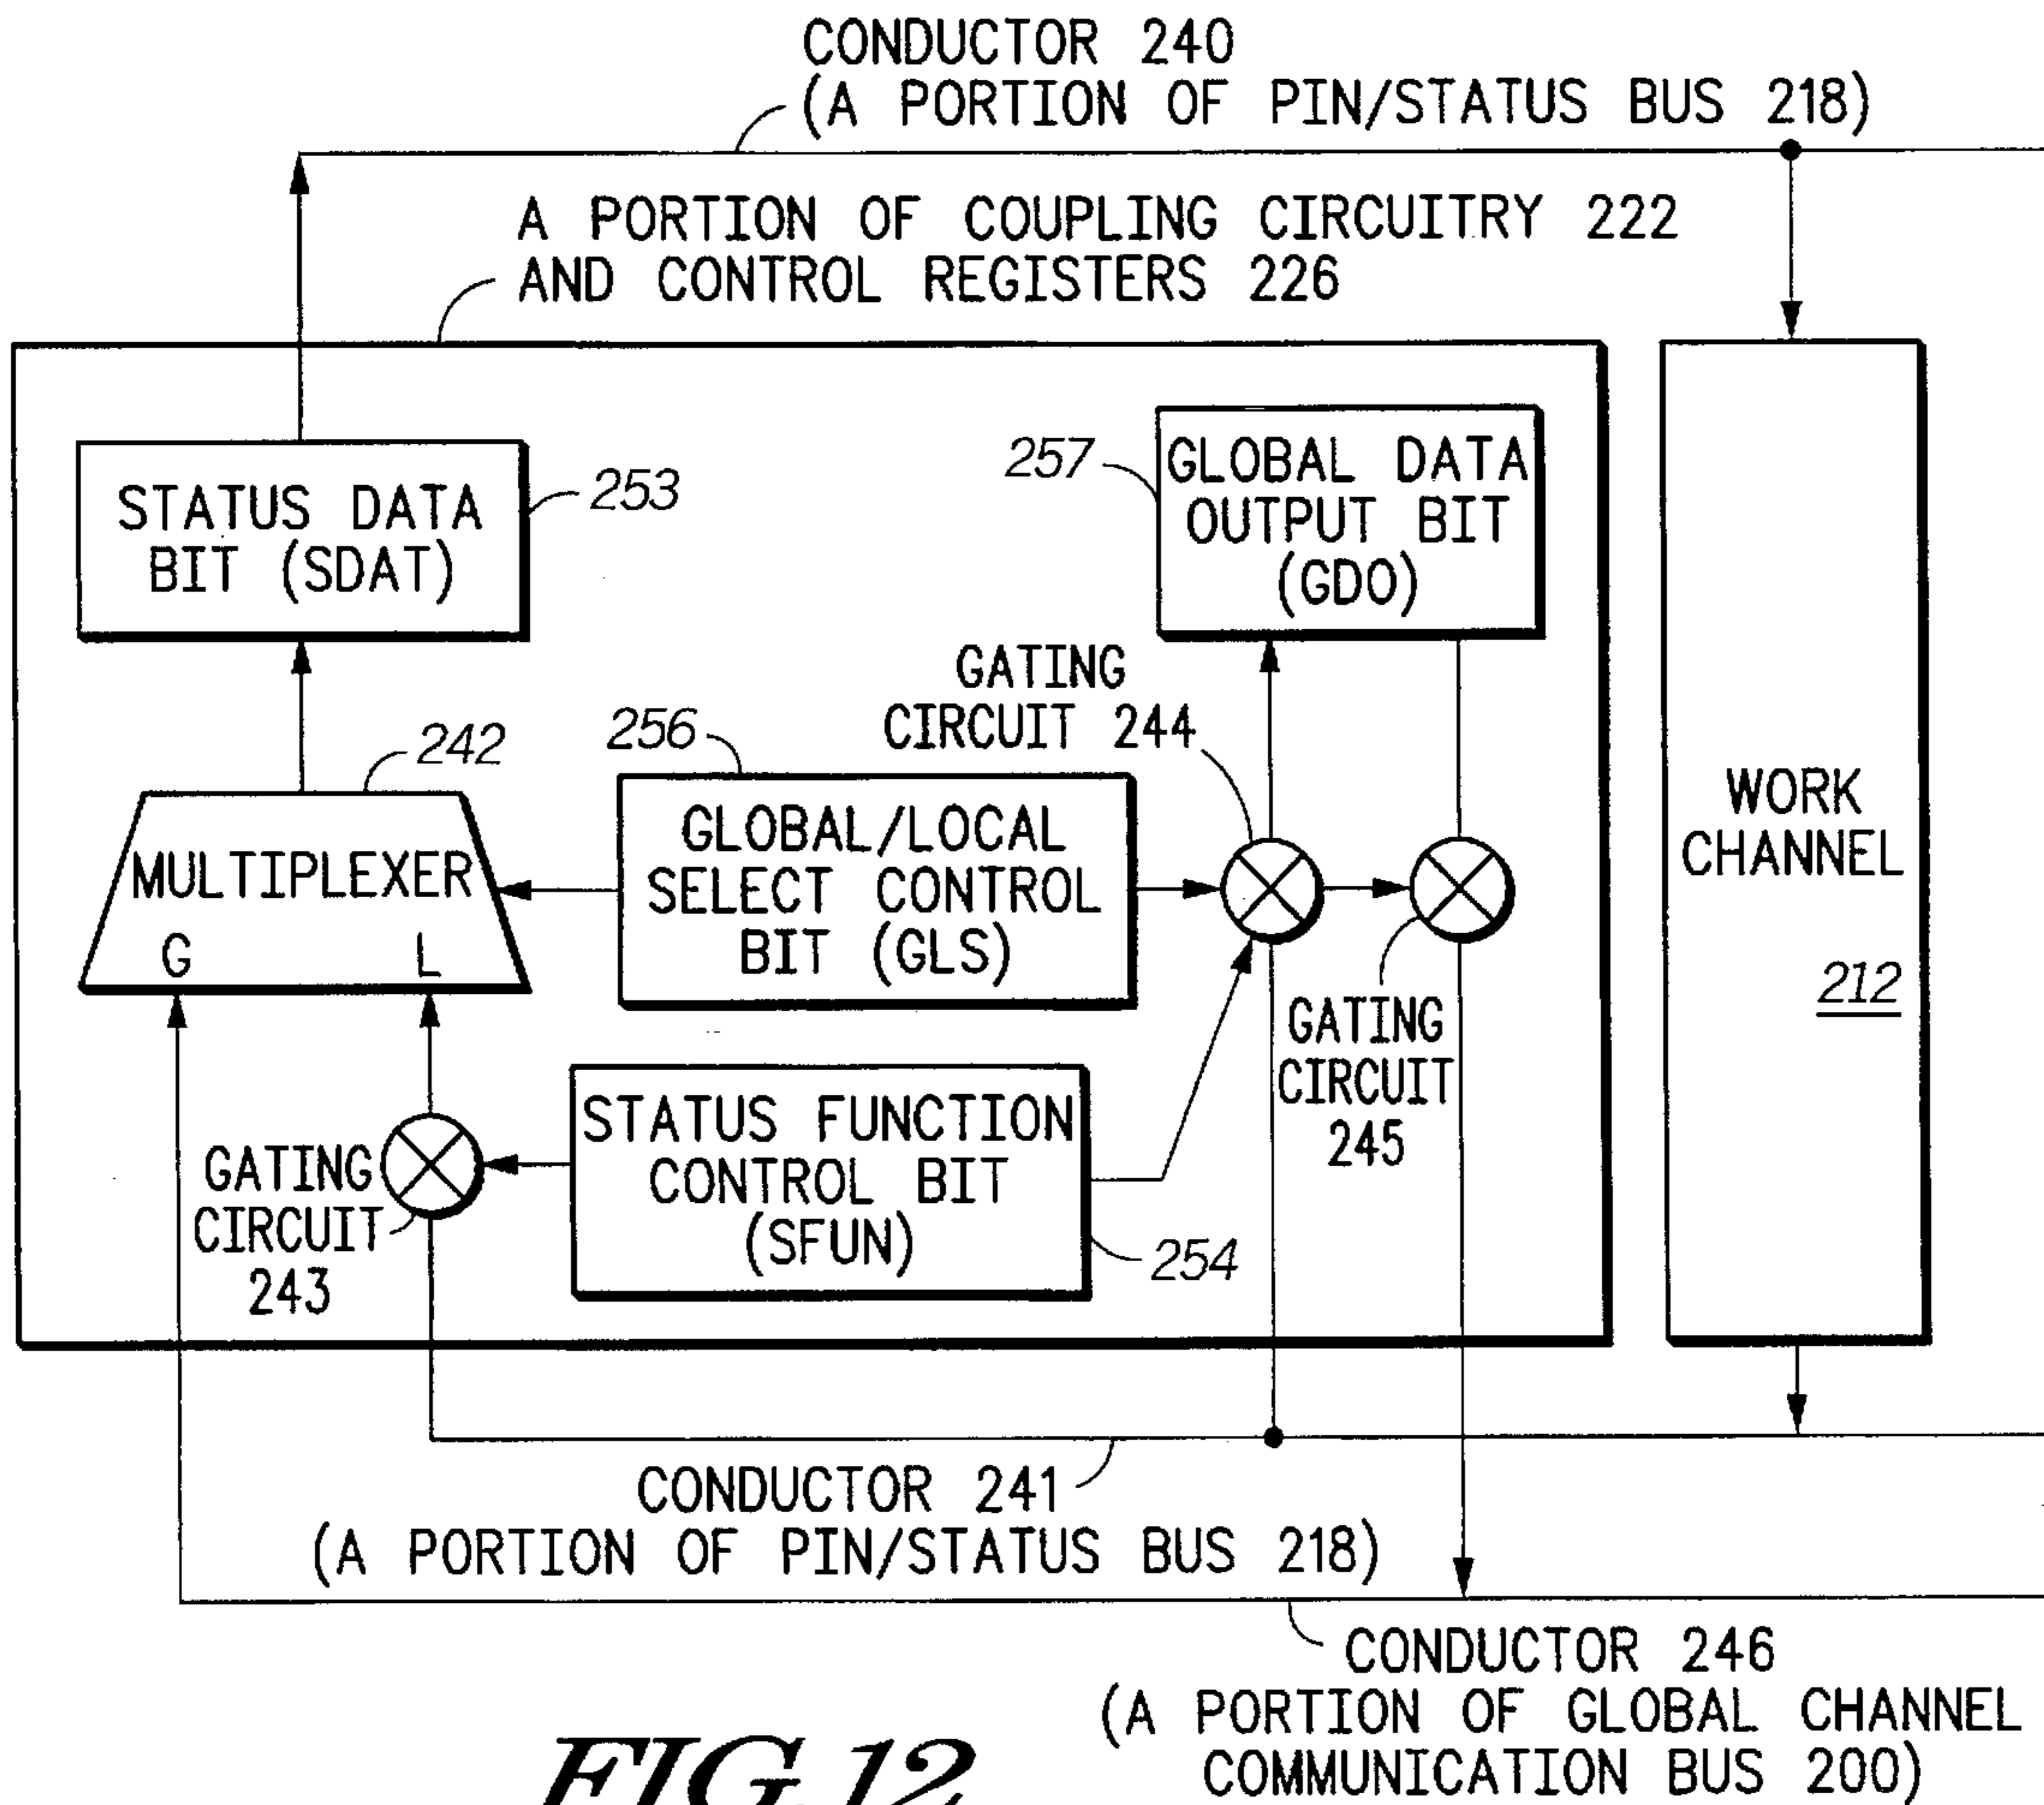 CONDUCTOR 240
(A PORTION OF PIN/STATUS BUS 218)
A PORTION OF COUPLING CIRCUITRY 222
AND CONTROL REGISTERS 226
STATUS DATA
BIT (SDAT)
253
257
GLOBAL DATA
OUTPUT BIT
(GDO)
GATING
CIRCUIT 244
242
256
MULTIPLEXER
G L
GLOBAL/LOCAL
SELECT CONTROL
BIT (GLS)
WORK
CHANNEL
212
GATING
CIRCUIT
245
GATING
CIRCUIT
243
STATUS FUNCTION
CONTROL BIT
(SFUN)
254
CONDUCTOR 241
(A PORTION OF PIN/STATUS BUS 218)
CONDUCTOR 246
(A PORTION OF GLOBAL CHANNEL
COMMUNICATION BUS 200)
FIG.12